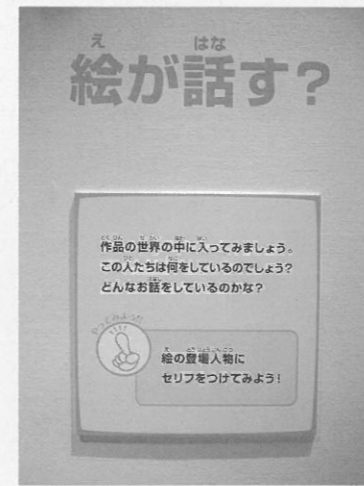 絵が話す?
作品の世界の中に入ってみましょう。
この人たちは何をしているのでしょう?
どんなお話をしているのかな?
やってみよう!
絵の登場人物に
セリフをつけてみよう!